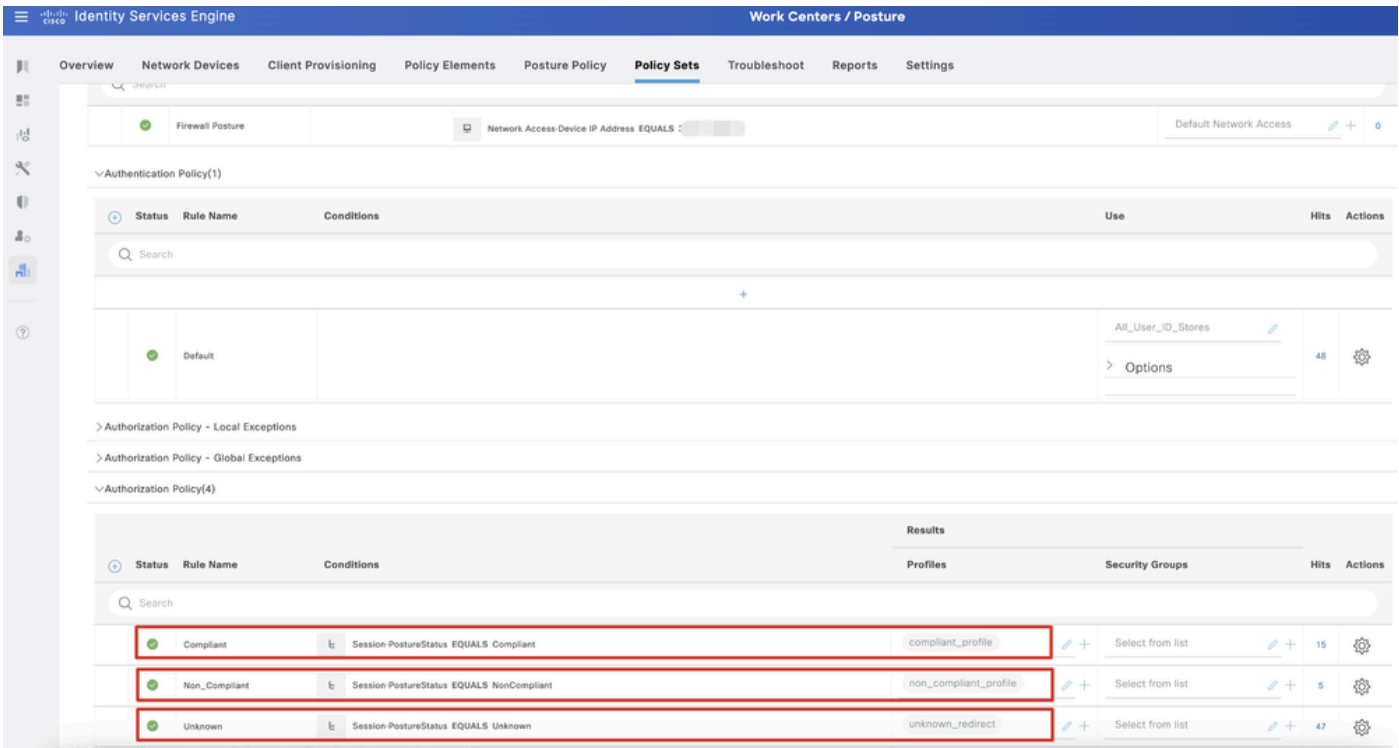 cisco Identity Services Engine Work Centers / Posture
Overview Network Devices Client Provisioning Policy Elements Posture Policy Policy Sets Troubleshoot Reports Settings
Search
Firewall Posture Network Access·Device IP Address EQUALS Default Network Access + 0
Authentication Policy(1)
+ Status Rule Name Conditions Use Hits Actions
Search
+
All_User_ID_Stores
Default 48
> Options
> Authorization Policy - Local Exceptions
> Authorization Policy - Global Exceptions
Authorization Policy(4)
Results
+ Status Rule Name Conditions Profiles Security Groups Hits Actions
Search
Compliant Session·PostureStatus EQUALS Compliant compliant_profile + Select from list + 15
Non_Compliant Session·PostureStatus EQUALS NonCompliant non_compliant_profile + Select from list + 5
Unknown Session·PostureStatus EQUALS Unknown unknown_redirect + Select from list + 47